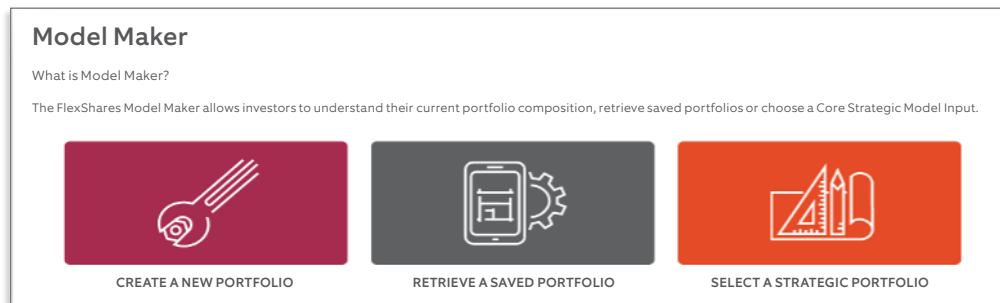 Model Maker
What is Model Maker?
The FlexShares Model Maker allows investors to understand their current portfolio composition, retrieve saved portfolios or choose a Core Strategic Model Input.
CREATE A NEW PORTFOLIO
RETRIEVE A SAVED PORTFOLIO
SELECT A STRATEGIC PORTFOLIO